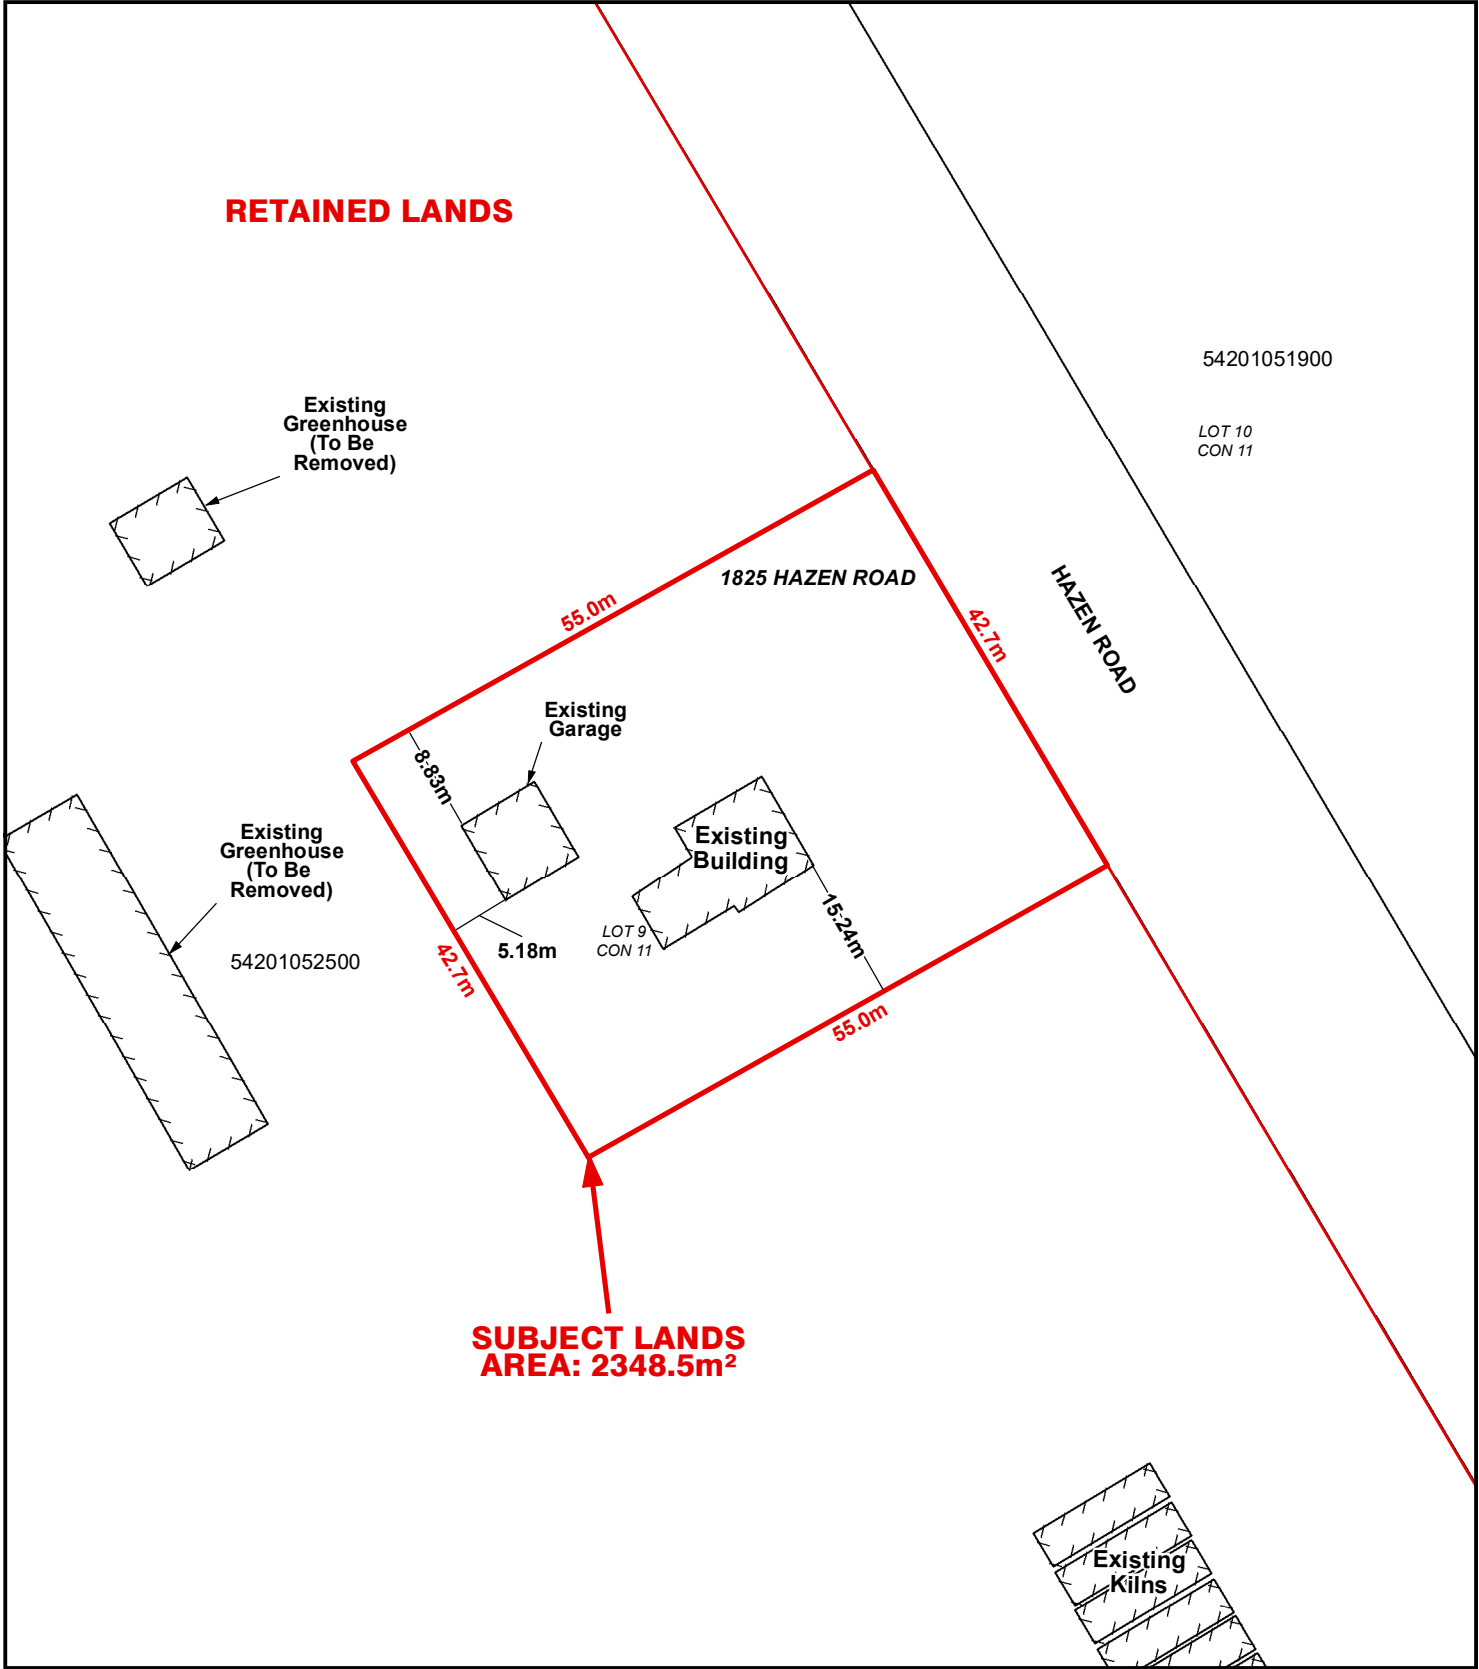 RETAINED LANDS
54201051900
LOT 10
CON 11
Existing
Greenhouse
(To Be
Removed)
1825 HAZEN ROAD
HAZEN ROAD
55.0m
42.7m
Existing
Garage
8.83m
Existing
Building
Existing
Greenhouse
(To Be
Removed)
15.24m
LOT 9
CON 11
5.18m
54201052500
42.7m
55.0m
SUBJECT LANDS
AREA: 2348.5m²
Existing
Kilns